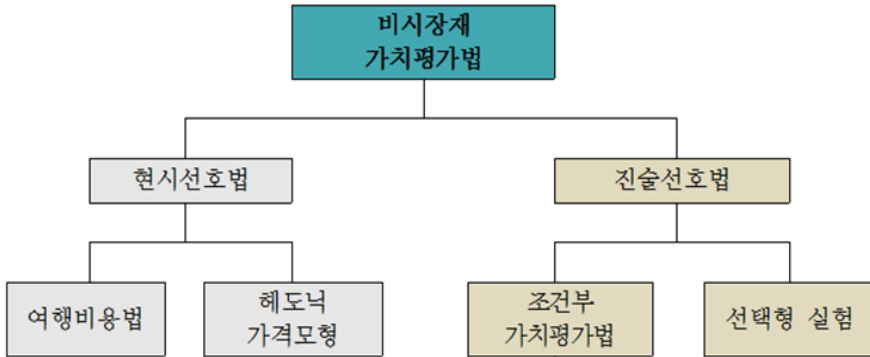 비시장재
가치평가법
현시선호법
진술선호법
여행비용법
헤도닉
가격모형
조건부
가치평가법
선택형 실험